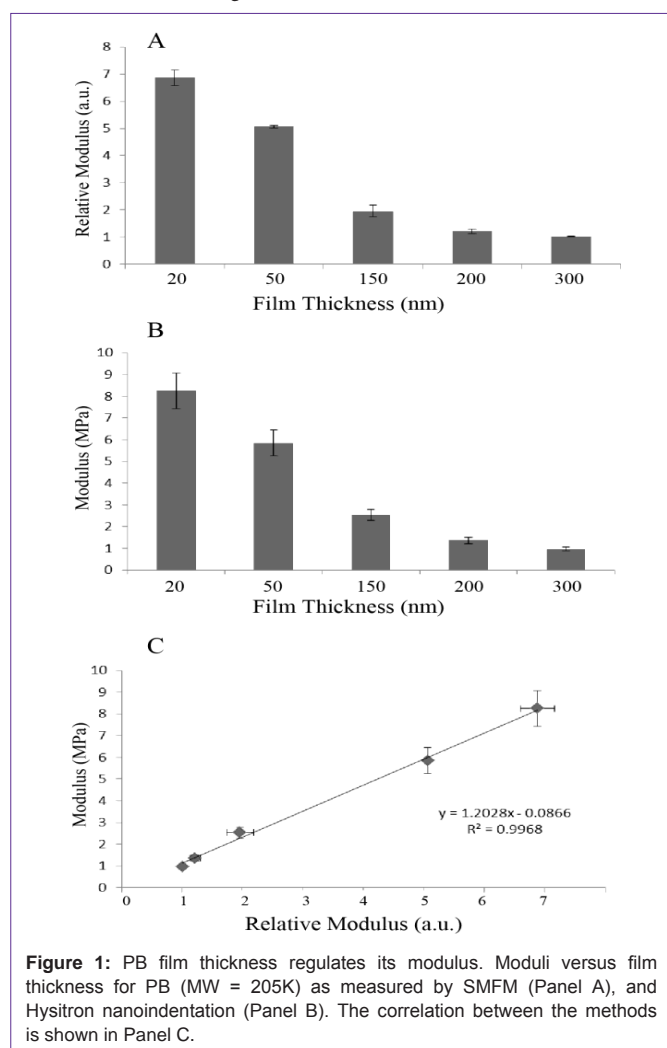 A
Relative Modulus (a.u.)
8
7
6
5
4
3
2
1
0
20 50 150 200 300
Film Thickness (nm)
B
Modulus (MPa)
10
9
8
7
6
5
4
3
2
1
0
20 50 150 200 300
Film Thickness (nm)
C
Modulus (MPa)
10
9
8
7
6
5
4
3
2
1
0
y = 1.2028x - 0.0866
R² = 0.9968
0 1 2 3 4 5 6 7
Relative Modulus (a.u.)
Figure 1: PB film thickness regulates its modulus. Moduli versus film
thickness for PB (MW = 205K) as measured by SMFM (Panel A), and
Hysitron nanoindentation (Panel B). The correlation between the methods
is shown in Panel C.